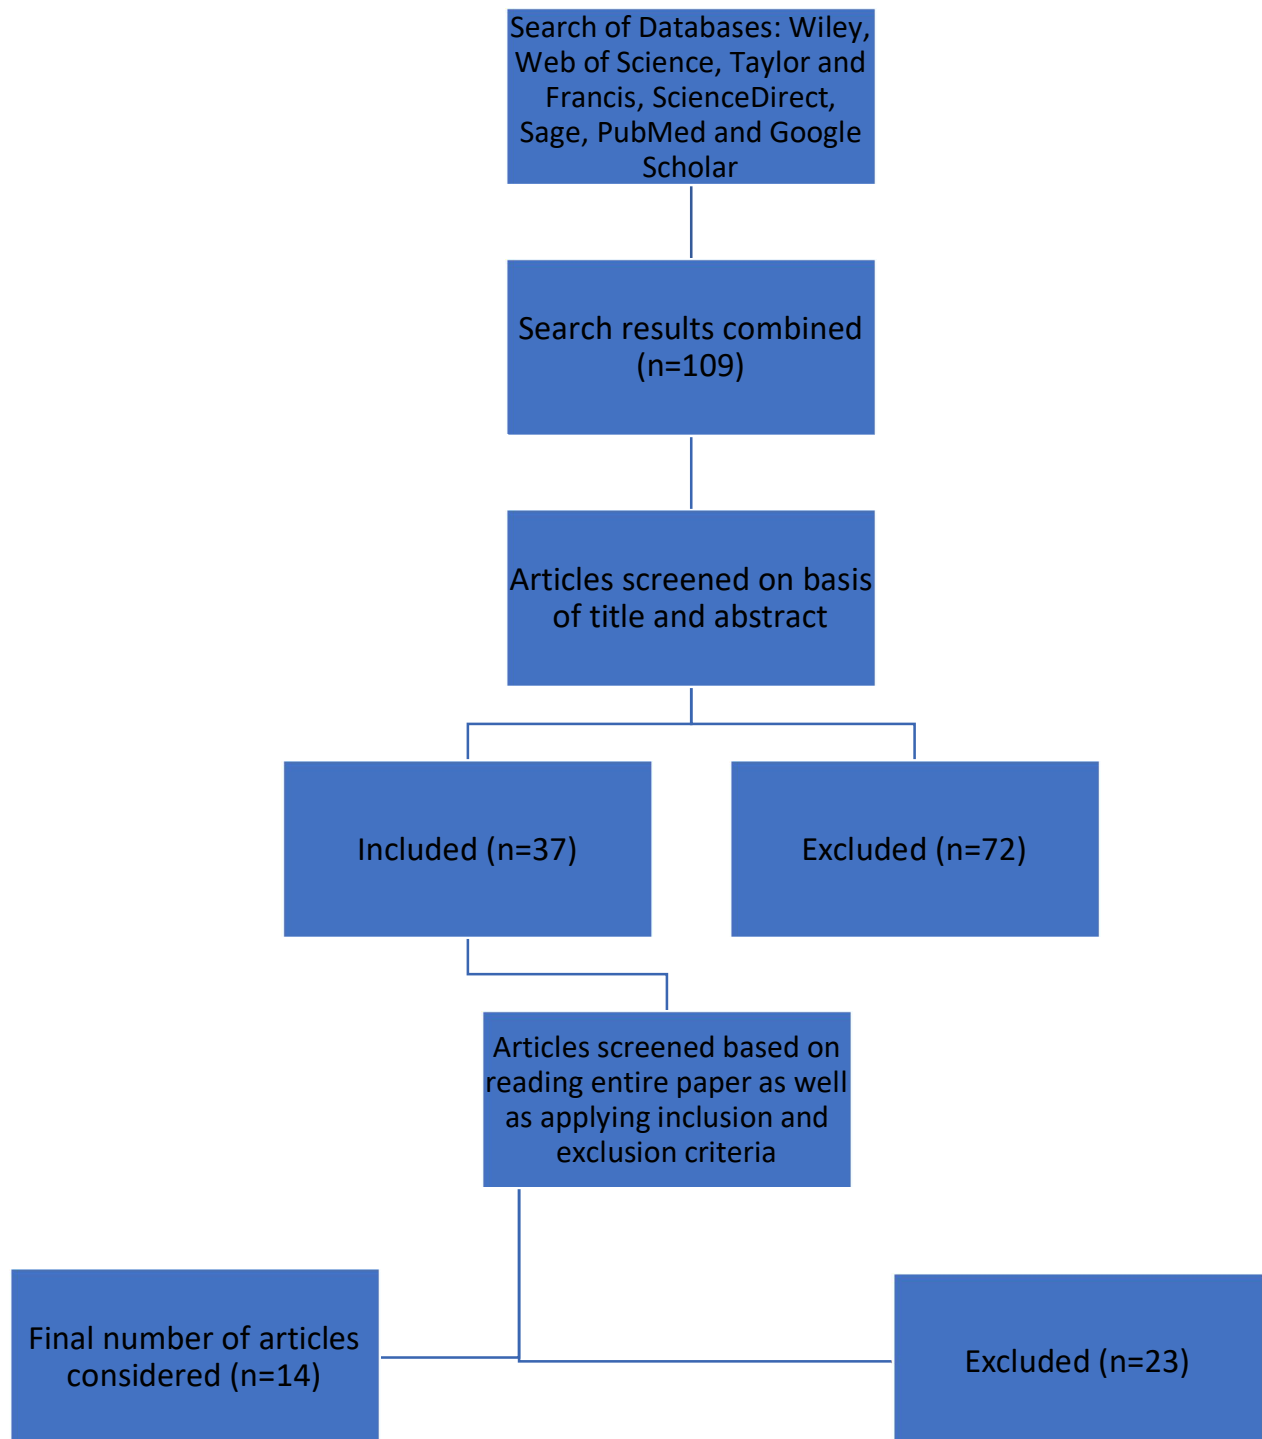 Search of Databases: Wiley,
Web of Science, Taylor and
Francis, ScienceDirect,
Sage, PubMed and Google
Scholar
Search results combined
(n=109)
Articles screened on basis
of title and abstract
Included (n=37)
Excluded (n=72)
Articles screened based on
reading entire paper as well
as applying inclusion and
exclusion criteria
Final number of articles
considered (n=14)
Excluded (n=23)